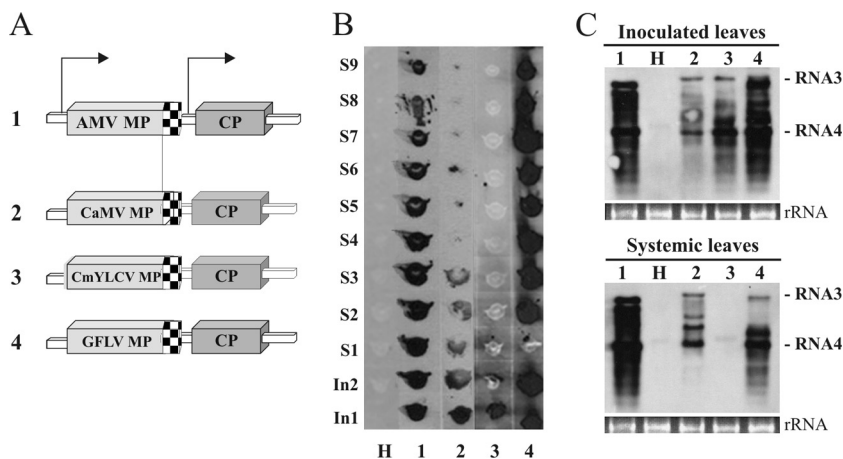 A
1 AMV MP CP
2 CaMV MP CP
3 CmYLCV MP CP
4 GFLV MP CP
B
S9
S8
S7
S6
S5
S4
S3
S2
S1
In2
In1
H 1 2 3 4
C
Inoculated leaves
1 H 2 3 4
- RNA3
- RNA4
rRNA
Systemic leaves
1 H 2 3 4
- RNA3
- RNA4
rRNA